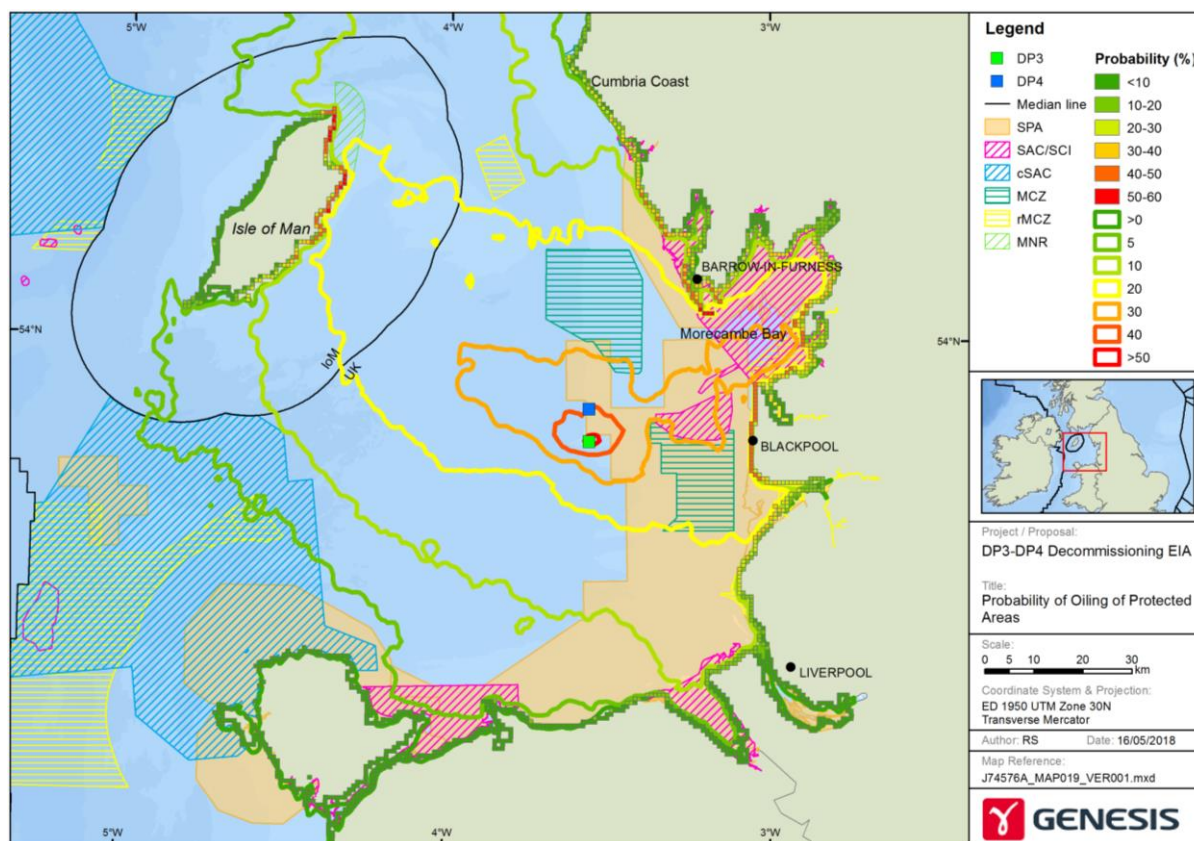 5°W
4°W
3°W
Cumbria Coast
Isle of Man
BARROW-IN-FURNESS
54°N
Morecambe Bay
54°N
IoM
UK
BLACKPOOL
LIVERPOOL
5°W
4°W
3°W
Legend
DP3
DP4
Median line
SPA
SAC/SCI
cSAC
MCZ
rMCZ
MNR
Probability (%)
<10
10-20
20-30
30-40
40-50
50-60
>0
5
10
20
30
40
>50
Project / Proposal:
DP3-DP4 Decommissioning EIA
Title:
Probability of Oiling of Protected
Areas
Scale:
0 5 10 20 30
km
Coordinate System & Projection:
ED 1950 UTM Zone 30N
Transverse Mercator
Author: RS Date: 16/05/2018
Map Reference:
J74576A_MAP019_VER001.mxd
GENESIS